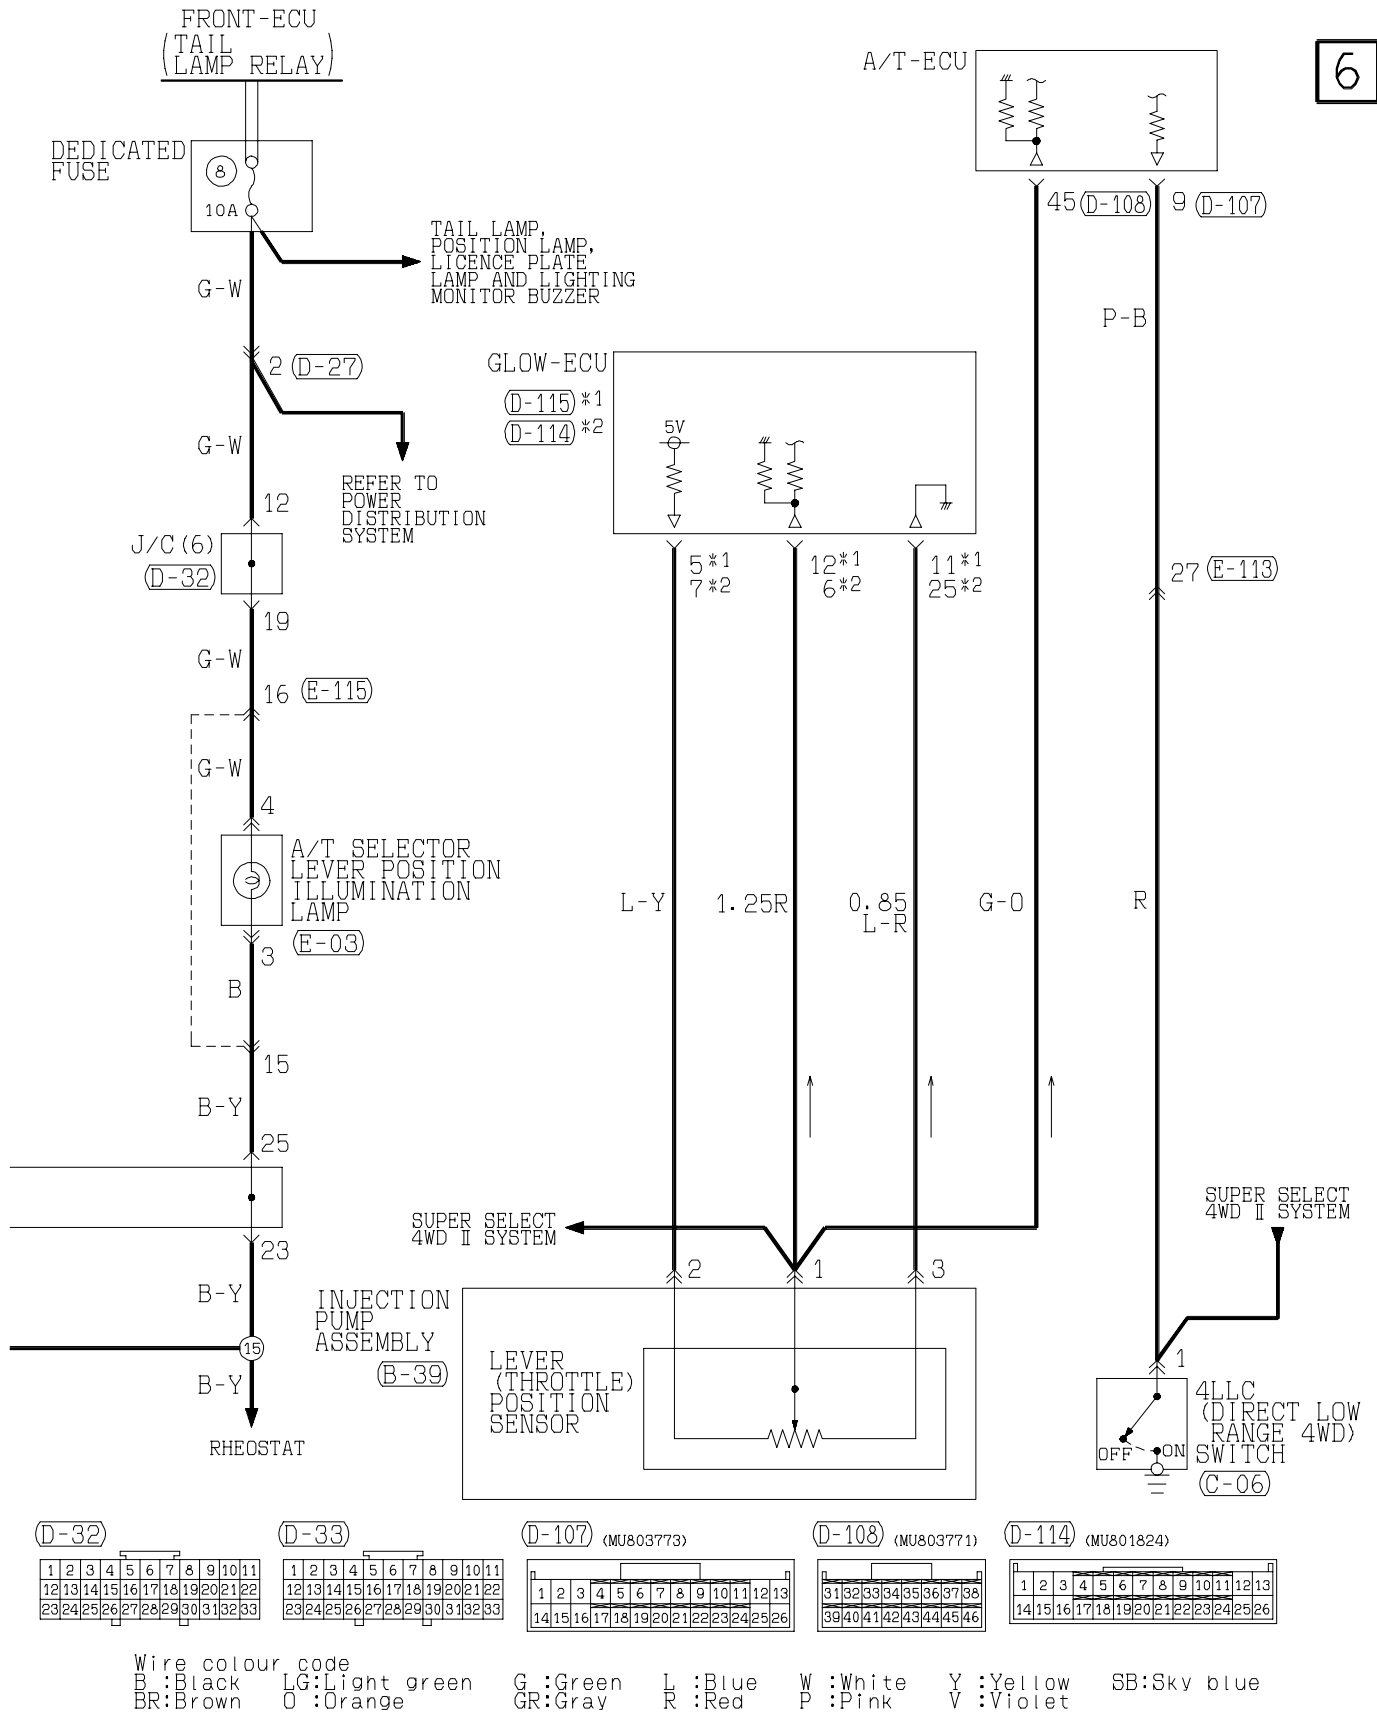 FRONT-ECU
(TAIL
LAMP RELAY)
A/T-ECU
6
DEDICATED
FUSE
8
10A
45 D-108
9 D-107
TAIL LAMP,
POSITION LAMP,
LICENCE PLATE
LAMP AND LIGHTING
MONITOR BUZZER
G-W
P-B
2 D-27
GLOW-ECU
D-115 *1
D-114 *2
5V
G-W
REFER TO
POWER
DISTRIBUTION
SYSTEM
12
J/C(6)
D-32
5*1
7*2
12*1
6*2
11*1
25*2
27 E-113
19
G-W
16 E-115
G-W
4
A/T SELECTOR
LEVER POSITION
ILLUMINATION
LAMP
E-03
L-Y
1.25R
0.85
L-R
G-O
R
3
B
15
B-Y
25
SUPER SELECT
4WD II SYSTEM
SUPER SELECT
4WD II SYSTEM
23
2
1
3
B-Y
INJECTION
PUMP
ASSEMBLY
B-39
15
B-Y
RHEOSTAT
LEVER
(THROTTLE)
POSITION
SENSOR
1
4LLC
(DIRECT LOW
RANGE 4WD)
SWITCH
C-06
OFF
ON
D-32
1 2 3 4 5 6 7 8 9 10 11
12 13 14 15 16 17 18 19 20 21 22
23 24 25 26 27 28 29 30 31 32 33
D-33
1 2 3 4 5 6 7 8 9 10 11
12 13 14 15 16 17 18 19 20 21 22
23 24 25 26 27 28 29 30 31 32 33
D-107 (MU803773)
1 2 3 4 5 6 7 8 9 10 11 12 13
14 15 16 17 18 19 20 21 22 23 24 25 26
D-108 (MU803771)
31 32 33 34 35 36 37 38
39 40 41 42 43 44 45 46
D-114 (MU801824)
1 2 3 4 5 6 7 8 9 10 11 12 13
14 15 16 17 18 19 20 21 22 23 24 25 26
Wire colour code
B :Black LG:Light green G :Green L :Blue W :White Y :Yellow SB:Sky blue
BR:Brown O :Orange GR:Gray R :Red P :Pink V :Violet